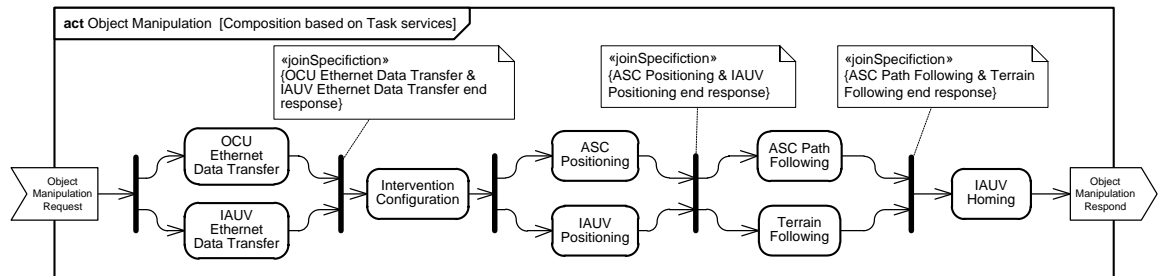 act Object Manipulation [Composition based on Task services]
«joinSpecifiction»
{OCU Ethernet Data Transfer &
IAUV Ethernet Data Transfer end
response}
«joinSpecifiction»
{ASC Positioning & IAUV
Positioning end response}
«joinSpecifiction»
{ASC Path Following & Terrain
Following end response}
Object
Manipulation
Request
OCU
Ethernet
Data Transfer
IAUV
Ethernet
Data Transfer
Intervention
Configuration
ASC
Positioning
IAUV
Positioning
ASC Path
Following
Terrain
Following
IAUV
Homing
Object
Manipulation
Respond